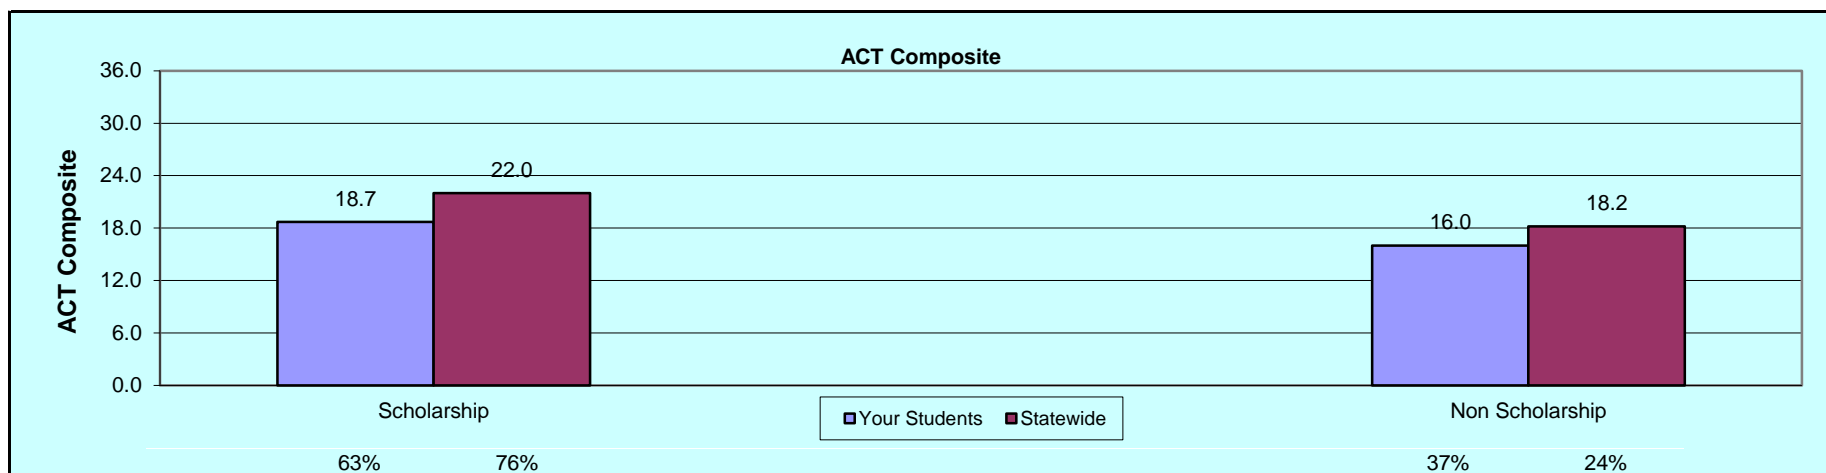 ACT Composite
ACT Composite
36.0
30.0
24.0
18.0
12.0
6.0
0.0
18.7
22.0
16.0
18.2
Scholarship
Non Scholarship
Your Students Statewide
63% 76% 37% 24%